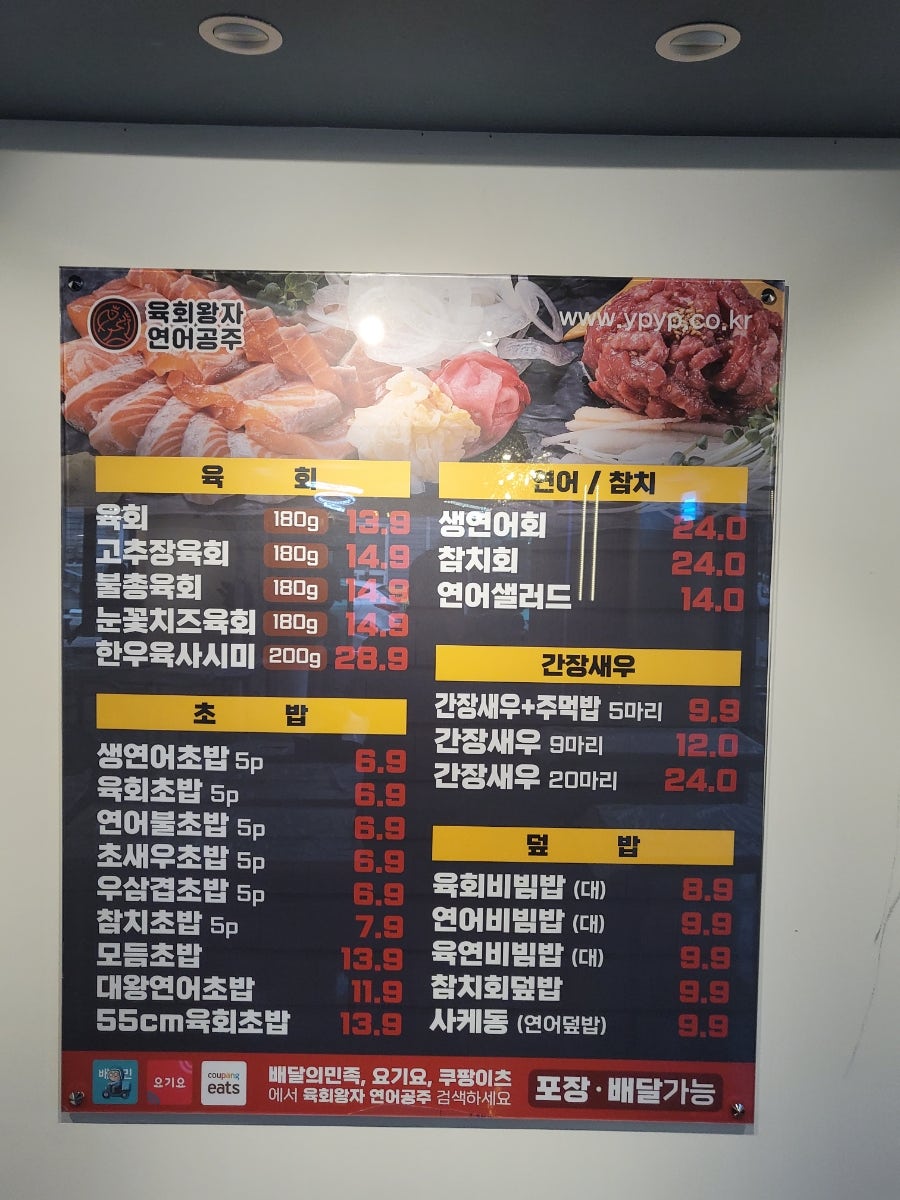 육회왕자
연어공주
www.ypyp.co.kr
육 회
육회 180g 13.9
고추장육회 180g 14.9
불총육회 180g 14.9
눈꽃치즈육회 180g 14.9
한우육사시미 200g 28.9
초 밥
생연어초밥 5p 6.9
육회초밥 5p 6.9
연어불초밥 5p 6.9
초새우초밥 5p 6.9
우삼겹초밥 5p 6.9
참치초밥 5p 7.9
모듬초밥 13.9
대왕연어초밥 11.9
55cm육회초밥 13.9
연어 / 참치
생연어회 24.0
참치회 24.0
연어샐러드 14.0
간장새우
간장새우+주먹밥 5마리 9.9
간장새우 9마리 12.0
간장새우 20마리 24.0
덮 밥
육회비빔밥 (대) 8.9
연어비빔밥 (대) 9.9
육연비빔밥 (대) 9.9
참치회덮밥 9.9
사케동 (연어덮밥) 9.9
요기요
coupang
eats
배달의민족, 요기요, 쿠팡이츠
에서 육회왕자 연어공주 검색하세요
포장·배달가능